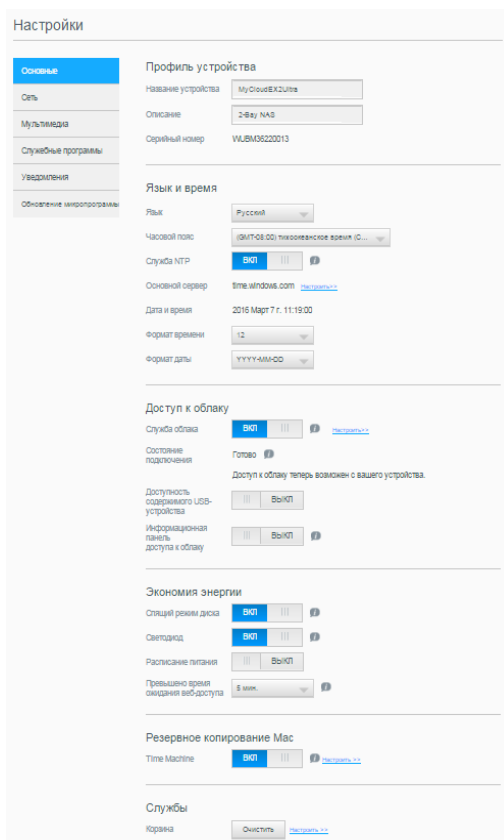 Настройки
Основные
Сеть
Мультимедиа
Служебные программы
Уведомления
Обновление микропрограммы
Профиль устройства
Название устройства MyCloudEX2Ultra
Описание 2-Bay NAS
Серийный номер WUBM36220013
Язык и время
Язык Русский
Часовой пояс (GMT-08:00) тихоокеанское время (С...
Служба NTP ВКЛ
Основной сервер time.windows.com Настроить>>
Дата и время 2016 Март 7 г. 11:19:00
Формат времени 12
Формат даты YYYY-MM-DD
Доступ к облаку
Служба облака ВКЛ Настроить>>
Состояние
подключения Готово
Доступ к облаку теперь возможен с вашего устройства.
Доступность
содержимого USB-
устройства ВЫКЛ
Информационная
панель
доступа к облаку ВЫКЛ
Экономия энергии
Спящий режим диска ВКЛ
Светодиод ВКЛ
Расписание питания ВЫКЛ
Превышено время
ожидания веб-доступа 5 мин.
Резервное копирование Mac
Time Machine ВКЛ Настроить >>
Службы
Корзина Очистить Настроить >>